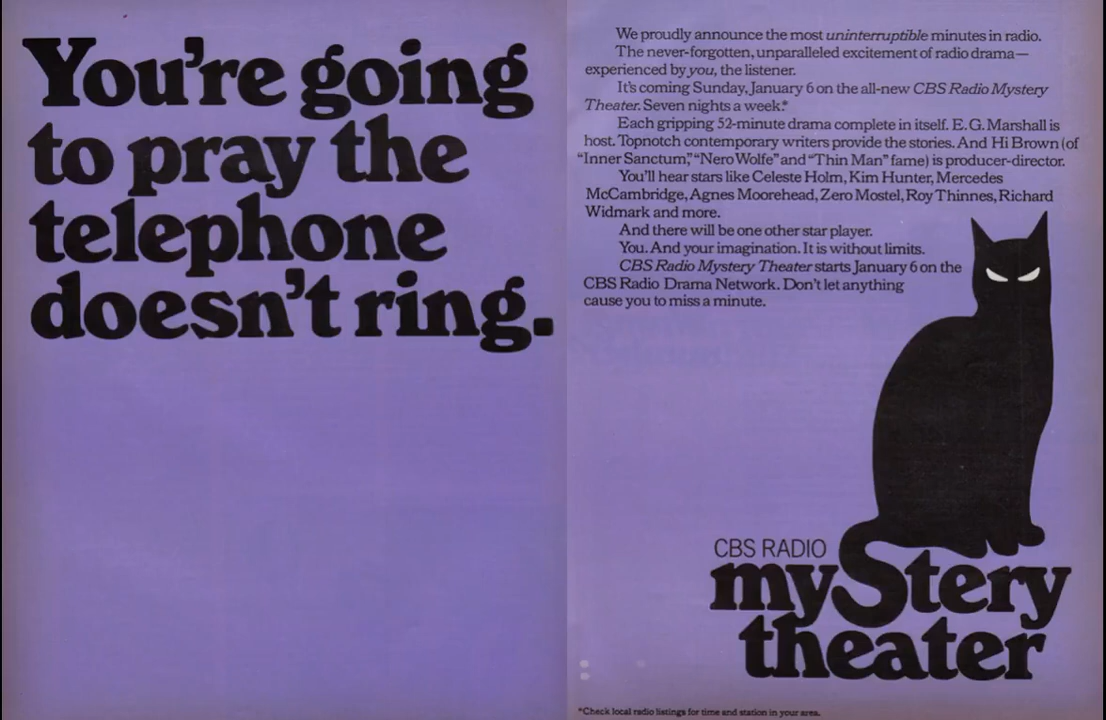 You're going
to pray the
telephone
doesn't ring.
We proudly announce the most uninterruptible minutes in radio.
The never-forgotten, unparalleled excitement of radio drama—
experienced by you, the listener.
It's coming Sunday, January 6 on the all-new CBS Radio Mystery
Theater. Seven nights a week.*
Each gripping 52-minute drama complete in itself. E. G. Marshall is
host. Topnotch contemporary writers provide the stories. And Hi Brown (of
"Inner Sanctum," "Nero Wolfe" and "Thin Man" fame) is producer-director.
You'll hear stars like Celeste Holm, Kim Hunter, Mercedes
McCambridge, Agnes Moorehead, Zero Mostel, Roy Thinnes, Richard
Widmark and more.
And there will be one other star player.
You. And your imagination. It is without limits.
CBS Radio Mystery Theater starts January 6 on the
CBS Radio Drama Network. Don't let anything
cause you to miss a minute.
CBS RADIO
myStery
theater
*Check local radio listings for time and station in your area.